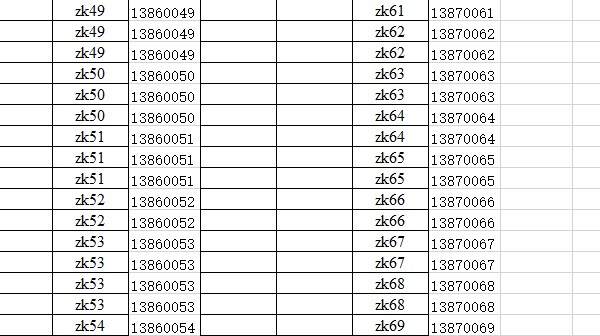 zk49 13860049 zk61 13870061
zk49 13860049 zk62 13870062
zk49 13860049 zk62 13870062
zk50 13860050 zk63 13870063
zk50 13860050 zk63 13870063
zk50 13860050 zk64 13870064
zk51 13860051 zk64 13870064
zk51 13860051 zk65 13870065
zk51 13860051 zk65 13870065
zk52 13860052 zk66 13870066
zk52 13860052 zk66 13870066
zk53 13860053 zk67 13870067
zk53 13860053 zk67 13870067
zk53 13860053 zk68 13870068
zk53 13860053 zk68 13870068
zk54 13860054 zk69 13870069